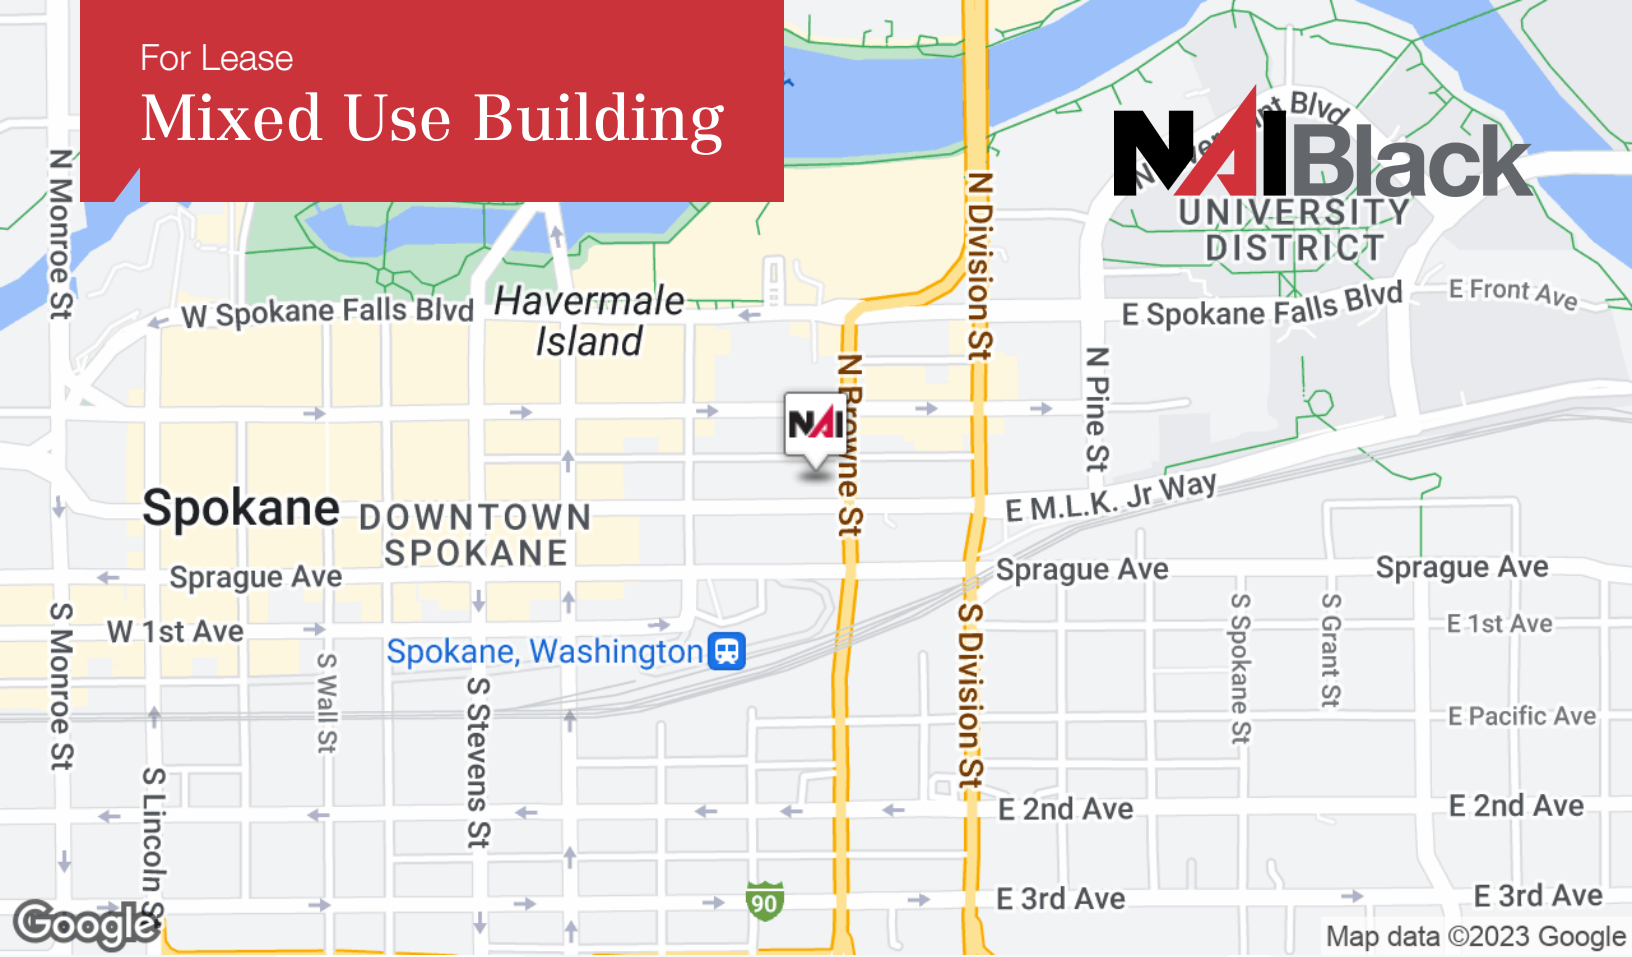 For Lease
Mixed Use Building
NAI Black
UNIVERSITY
DISTRICT
N Monroe St
W Spokane Falls Blvd
Havermale
Island
N Division St
E Spokane Falls Blvd
E Front Ave
N Browne St
N Pine St
NAI
Spokane
DOWNTOWN
SPOKANE
E M.L.K. Jr Way
Sprague Ave
Sprague Ave
Sprague Ave
W 1st Ave
S Monroe St
Spokane, Washington
S Wall St
S Stevens St
S Division St
S Spokane St
S Grant St
E 1st Ave
E Pacific Ave
S Lincoln St
E 2nd Ave
E 2nd Ave
90
E 3rd Ave
E 3rd Ave
Google
Map data ©2023 Google